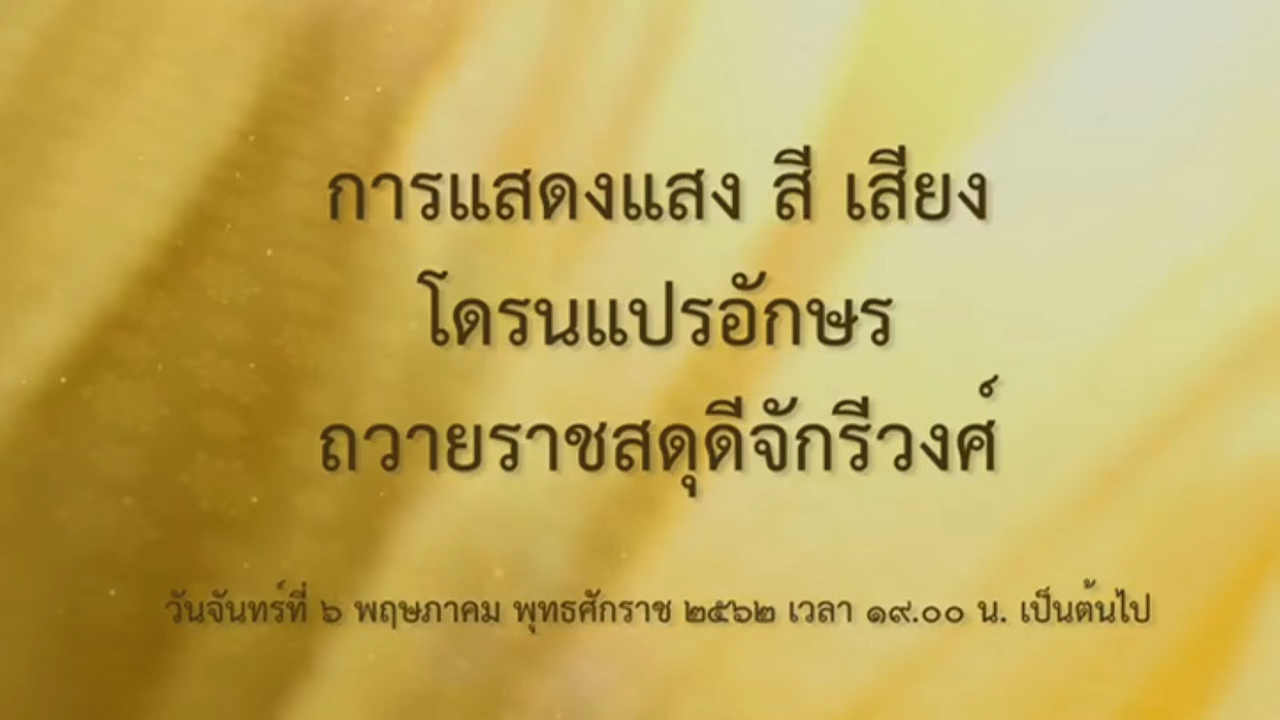 การแสดงแสง สี เสียง
โดรนแปรอักษร
ถวายราชสดุดีจักรีวงศ์
วันจันทร์ที่ ๖ พฤษภาคม พุทธศักราช ๒๕๖๒ เวลา ๑๙.๐๐ น. เป็นต้นไป